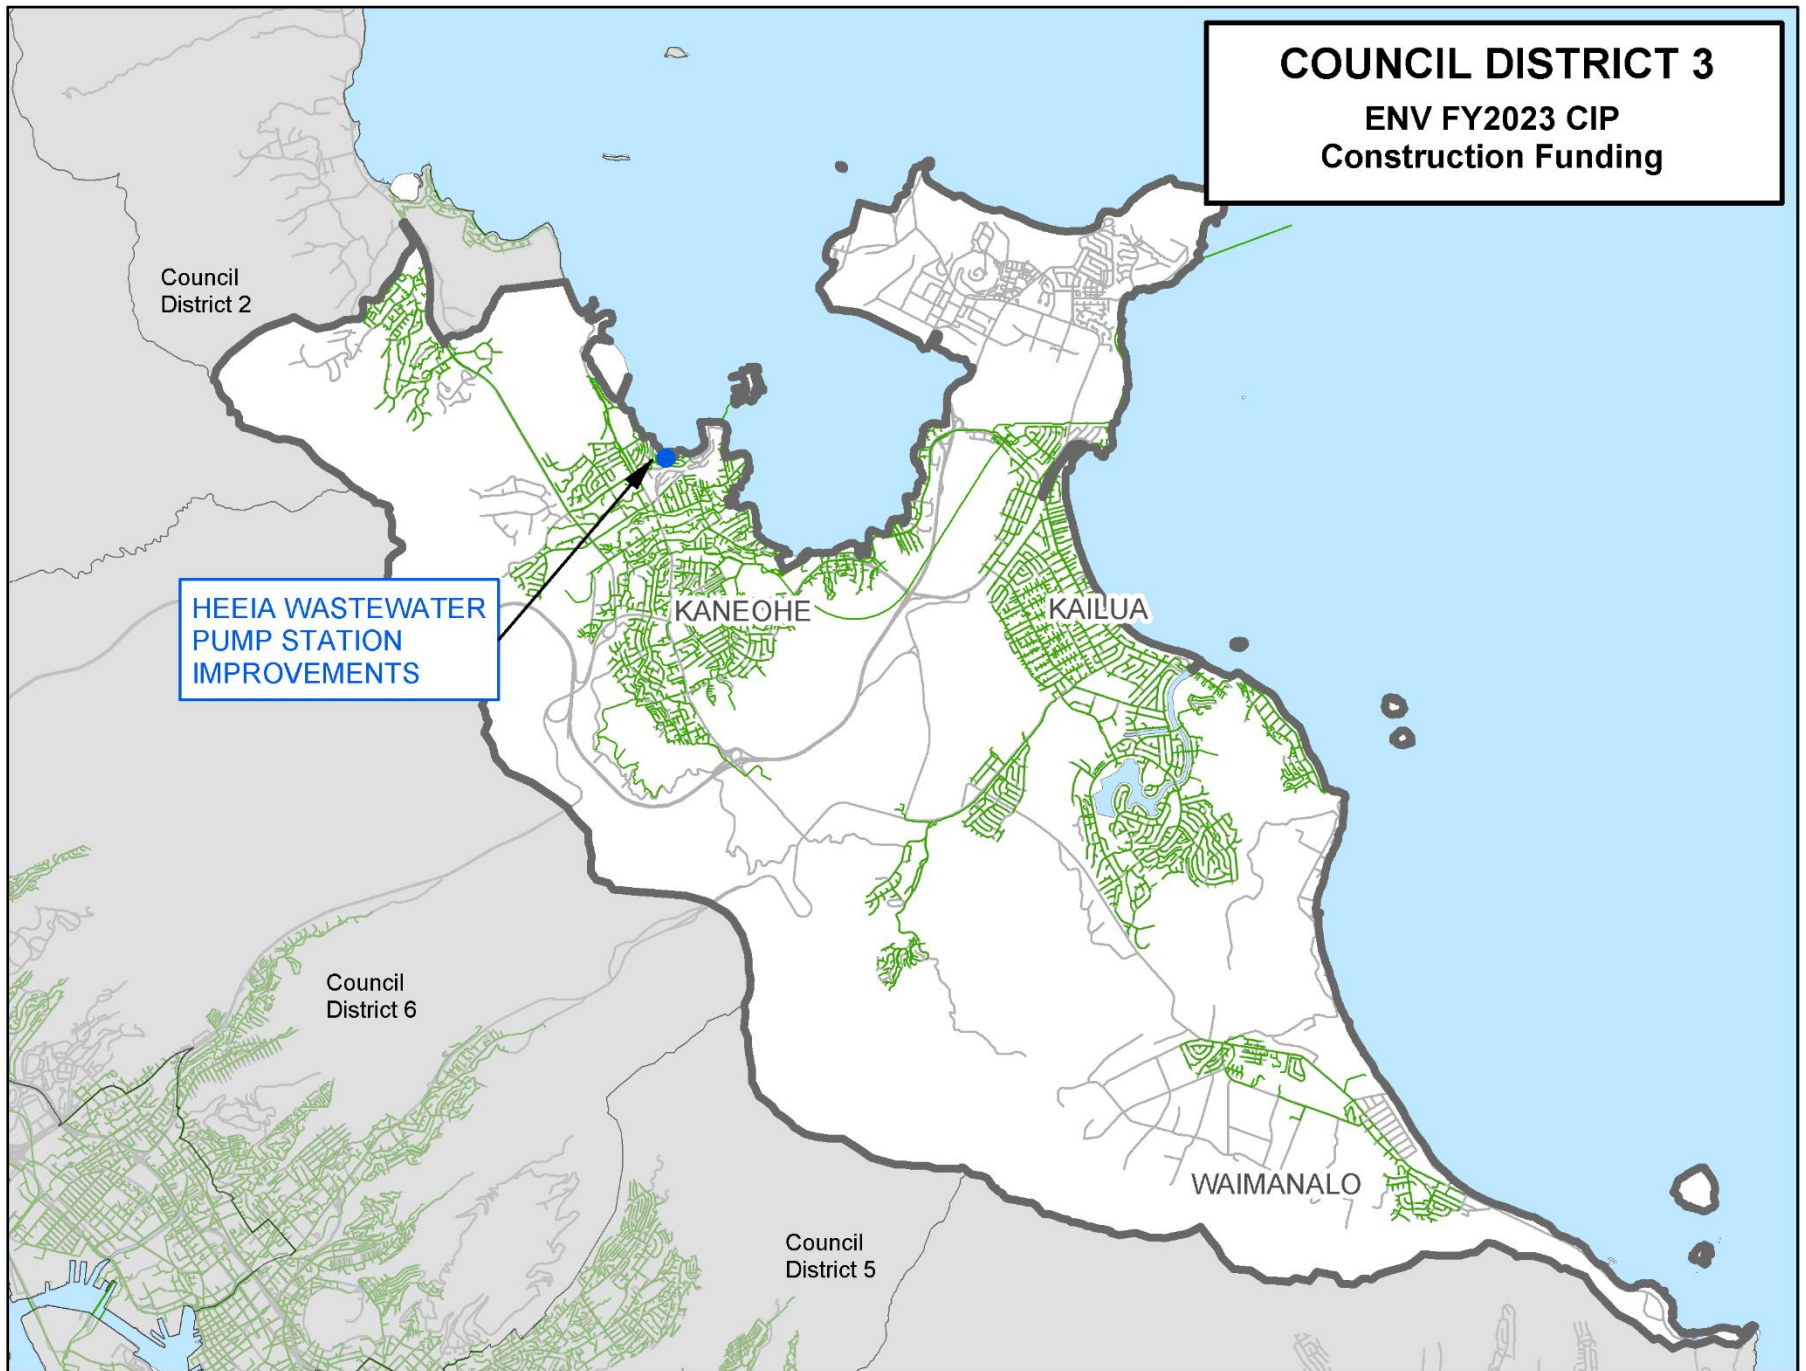 COUNCIL DISTRICT 3
ENV FY2023 CIP
Construction Funding
Council
District 2
HEEIA WASTEWATER
PUMP STATION
IMPROVEMENTS
KANEOHE
KAILUA
Council
District 6
WAIMANALO
Council
District 5